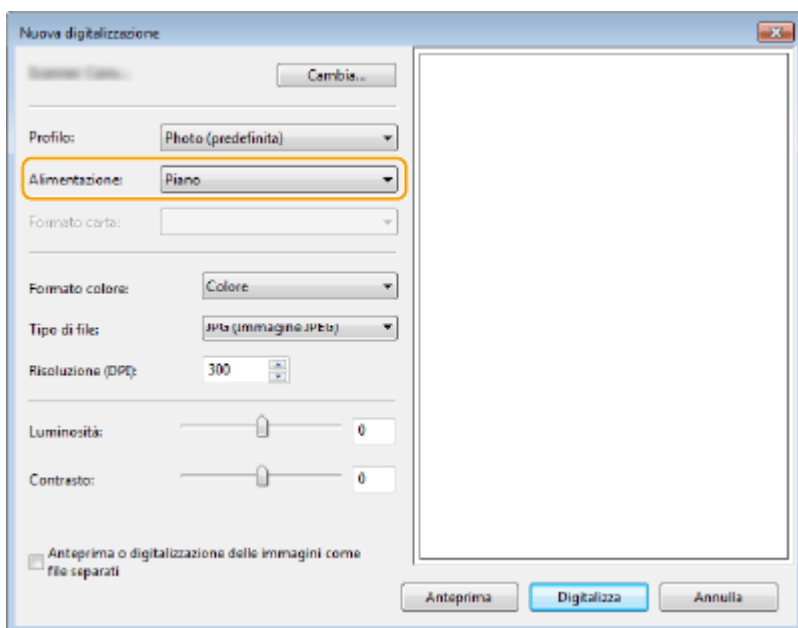 Nuova digitalizzazione
Cambia...
Profilo: Photo (predefinita)
Alimentazione: Piano
Formato carta:
Formato colore: Colore
Tipo di file: JPG (Immagine JPEG)
Risoluzione (DPI): 300
Luminosità: 0
Contrasto: 0
Anteprima o digitalizzazione delle immagini come
file separati
Anteprima Digitalizza Annulla